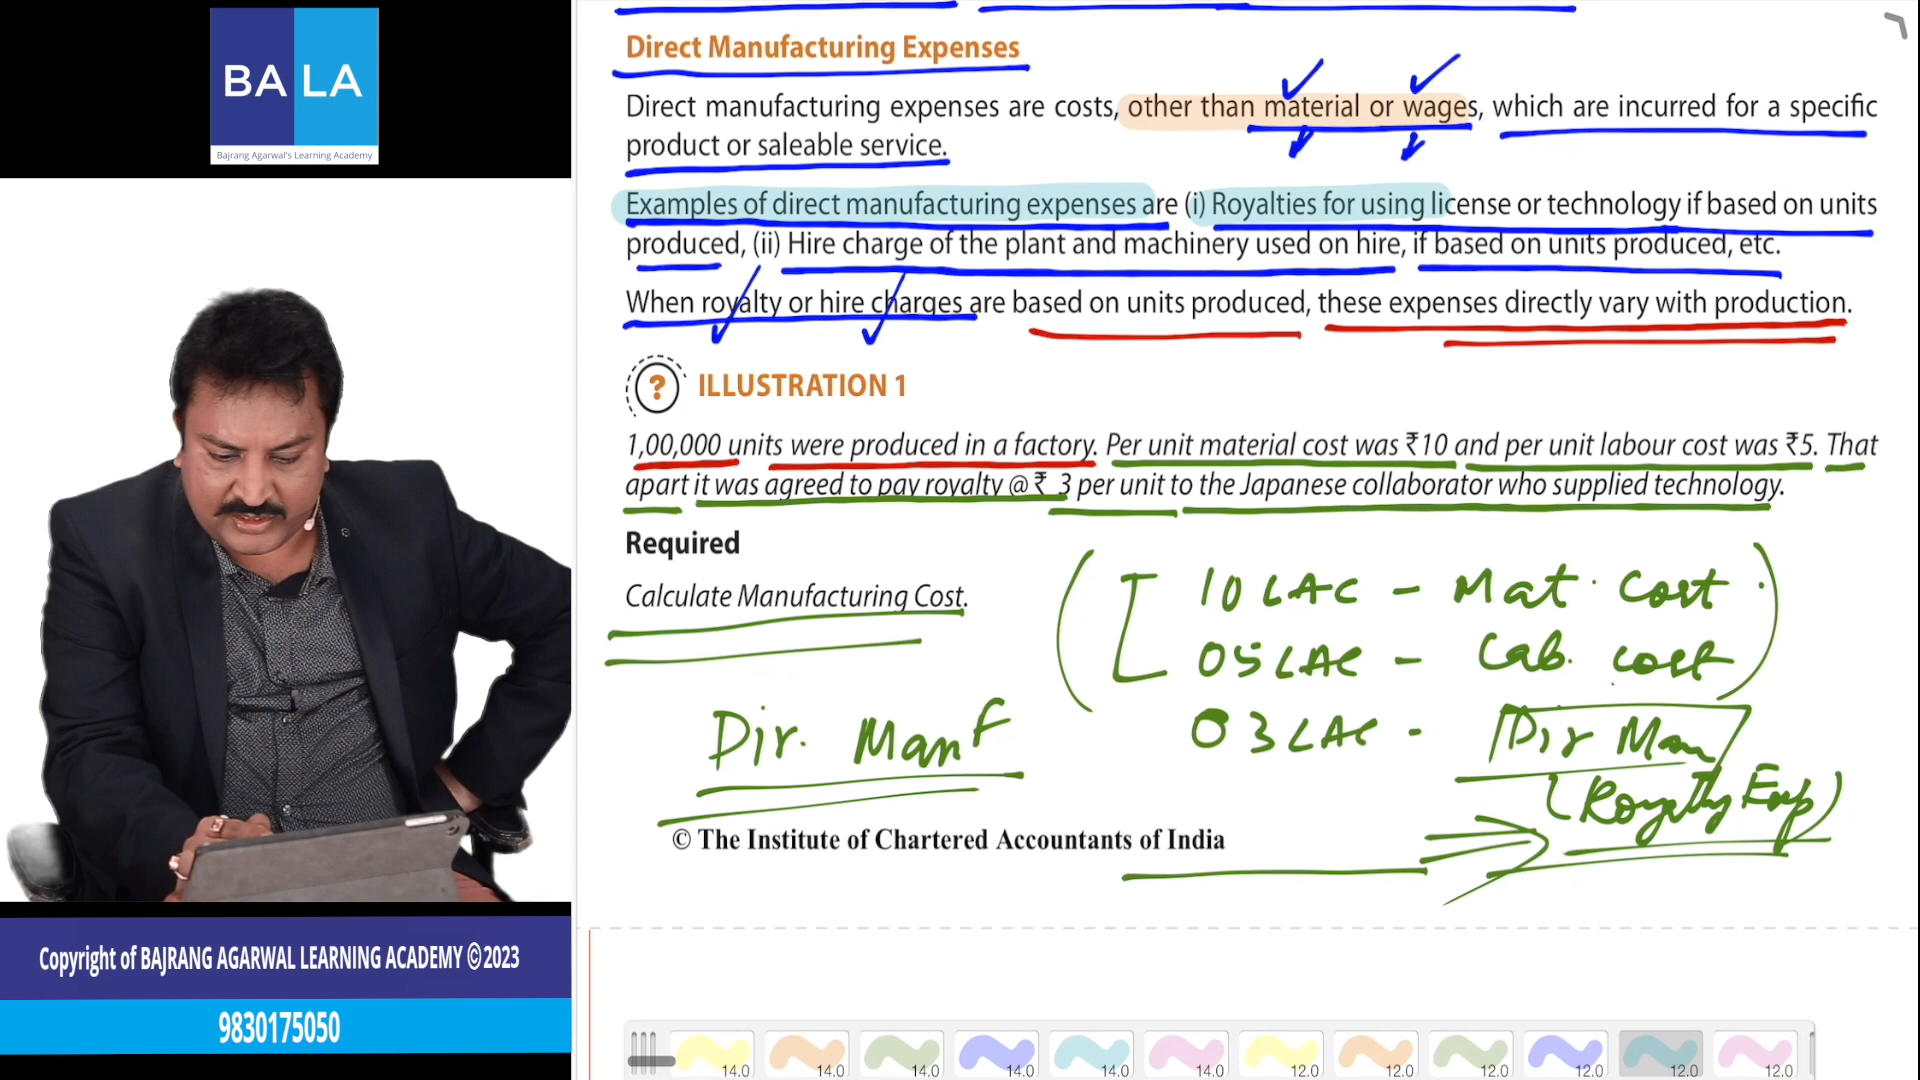 BA LA
Bajrang Agarwal's Learning Academy
Direct Manufacturing Expenses
Direct manufacturing expenses are costs, other than material or wages, which are incurred for a specific
product or saleable service.
Examples of direct manufacturing expenses are (i) Royalties for using license or technology if based on units
produced, (ii) Hire charge of the plant and machinery used on hire, if based on units produced, etc.
When royalty or hire charges are based on units produced, these expenses directly vary with production.
? ILLUSTRATION 1
1,00,000 units were produced in a factory. Per unit material cost was ₹10 and per unit labour cost was ₹5. That
apart it was agreed to pay royalty @ ₹ 3 per unit to the Japanese collaborator who supplied technology.
Required
Calculate Manufacturing Cost.
10 LAC - Mat. Cost
05 LAC - Lab. cost
03 LAC - Dir Man
(Royalty Exp)
Dir. Manf
© The Institute of Chartered Accountants of India
Copyright of BAJRANG AGARWAL LEARNING ACADEMY ©2023
9830175050
14.0 14.0 14.0 14.0 14.0 14.0 12.0 12.0 12.0 12.0 12.0 12.0